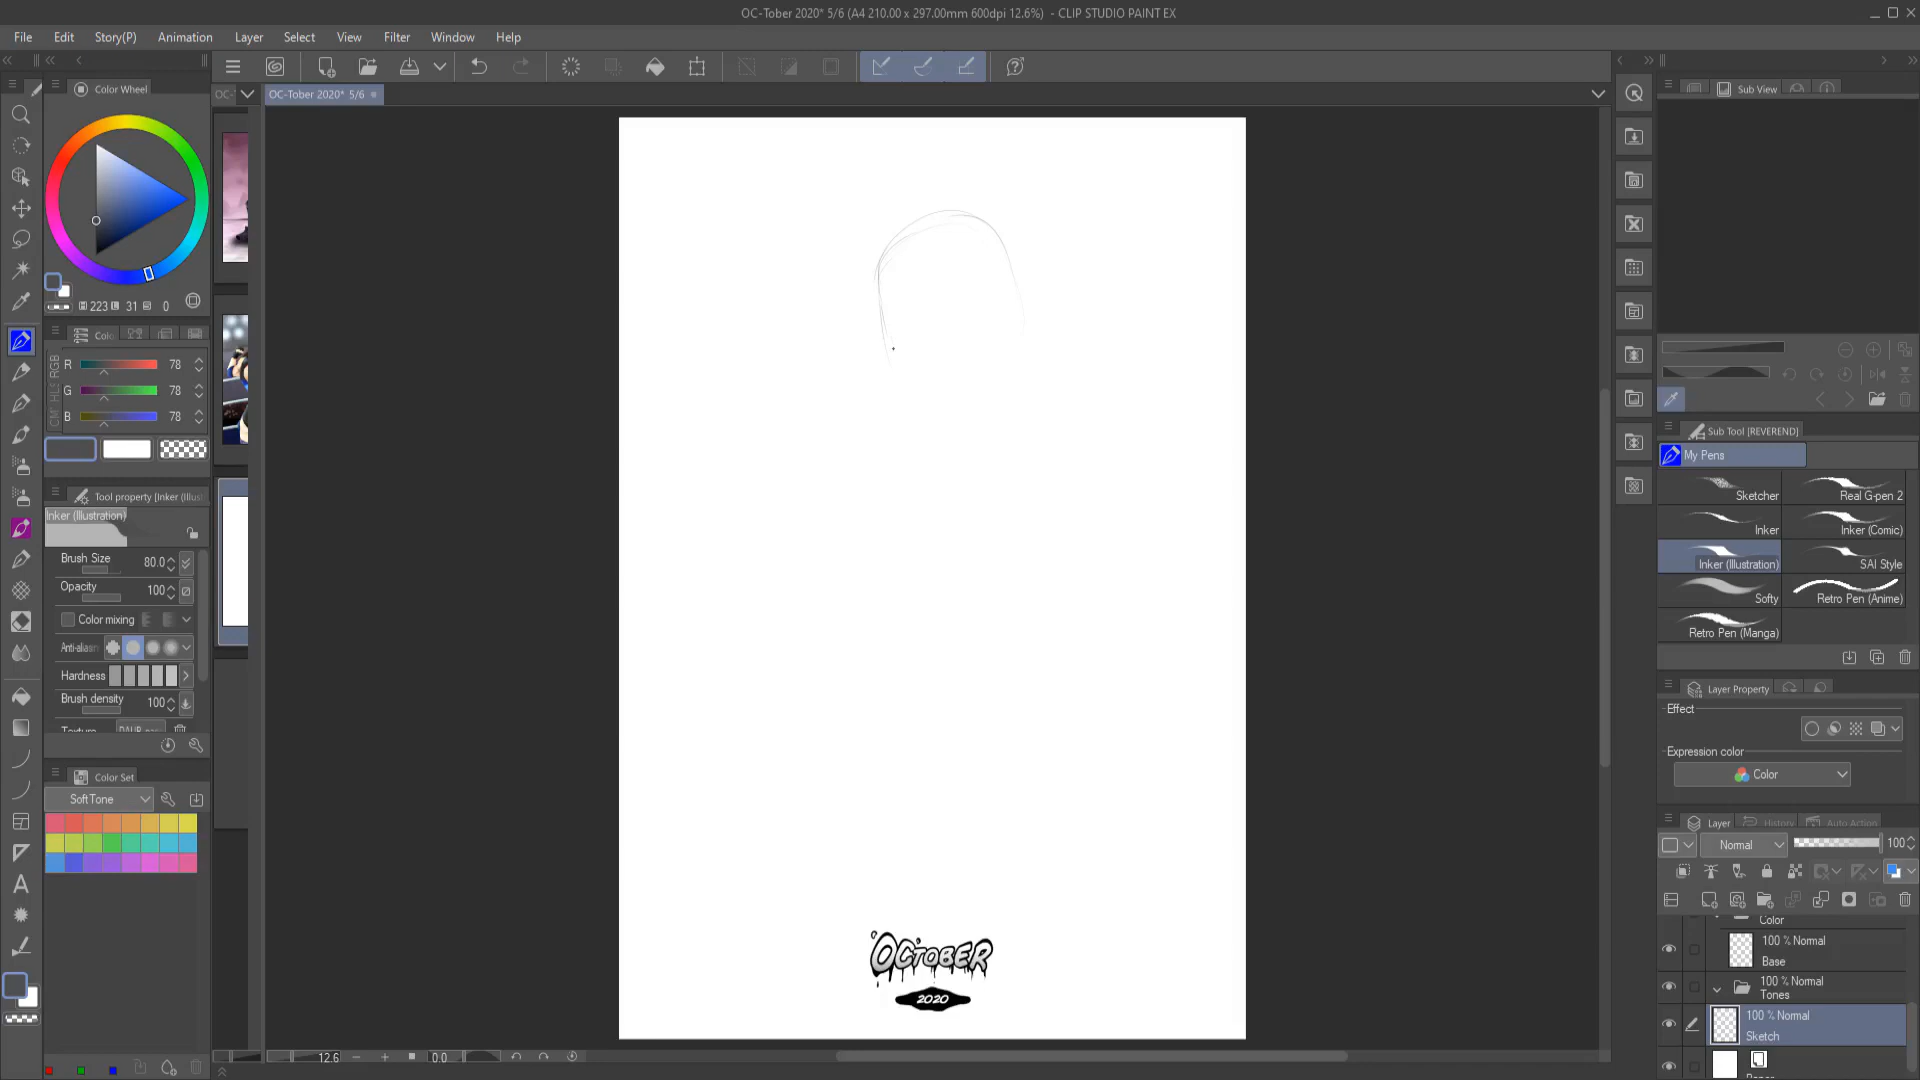 OC-Tober 2020* 5/6 (A4 210.00 x 297.00mm 600dpi 12.6%) - CLIP STUDIO PAINT EX
File Edit Story(P) Animation Layer Select View Filter Window Help
Color Wheel
OC-Tober 2020* 5/6
Sub View
223 31 0
Colo
RGB
R 78
G 78
B 78
Tool property [Inker (Illust
Inker (Illustration)
Brush Size 80.0
Opacity 100
Color mixing
Hardness
Brush density 100
Color Set
SoftTone
Sub Tool [REVEREND]
My Pens
Sketcher Real G-pen 2
Inker Inker (Comic)
Inker (Illustration) SAI Style
Softy Retro Pen (Anime)
Retro Pen (Manga)
Layer Property
Effect
Expression color
Color
Layer History Auto Action
Normal 100
Color
100 % Normal
Base
100 % Normal
Tones
100 % Normal
Sketch
OCTOBER
2020
12.6 0.0